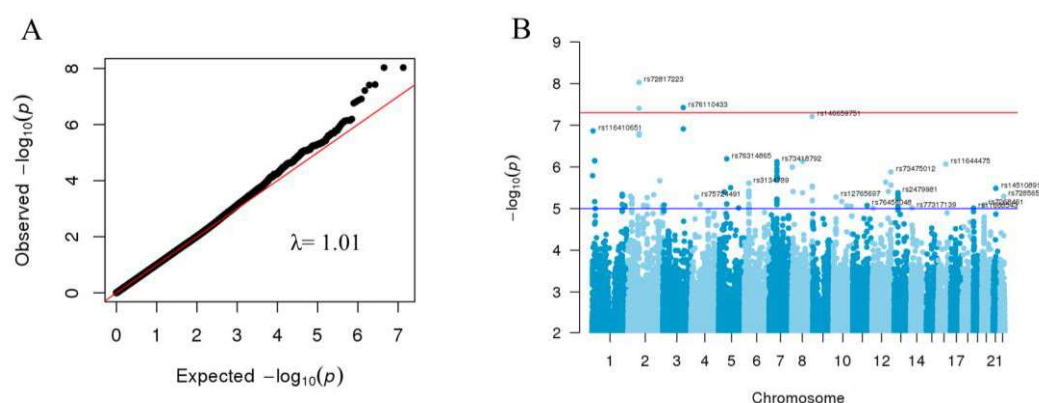 A
8
6
4
2
0
Observed −log10(p)
λ= 1.01
0 1 2 3 4 5 6 7
Expected −log10(p)
B
9
8
7
6
5
4
3
2
−log10(p)
rs72817223
rs76110433
rs146659751
rs116410651
rs76314865
rs73418792
rs11644475
rs3134789
rs73475012
rs75724491
rs12765697
rs2479981
rs77317139
1 2 3 4 5 6 7 8 10 12 14 17 21
Chromosome